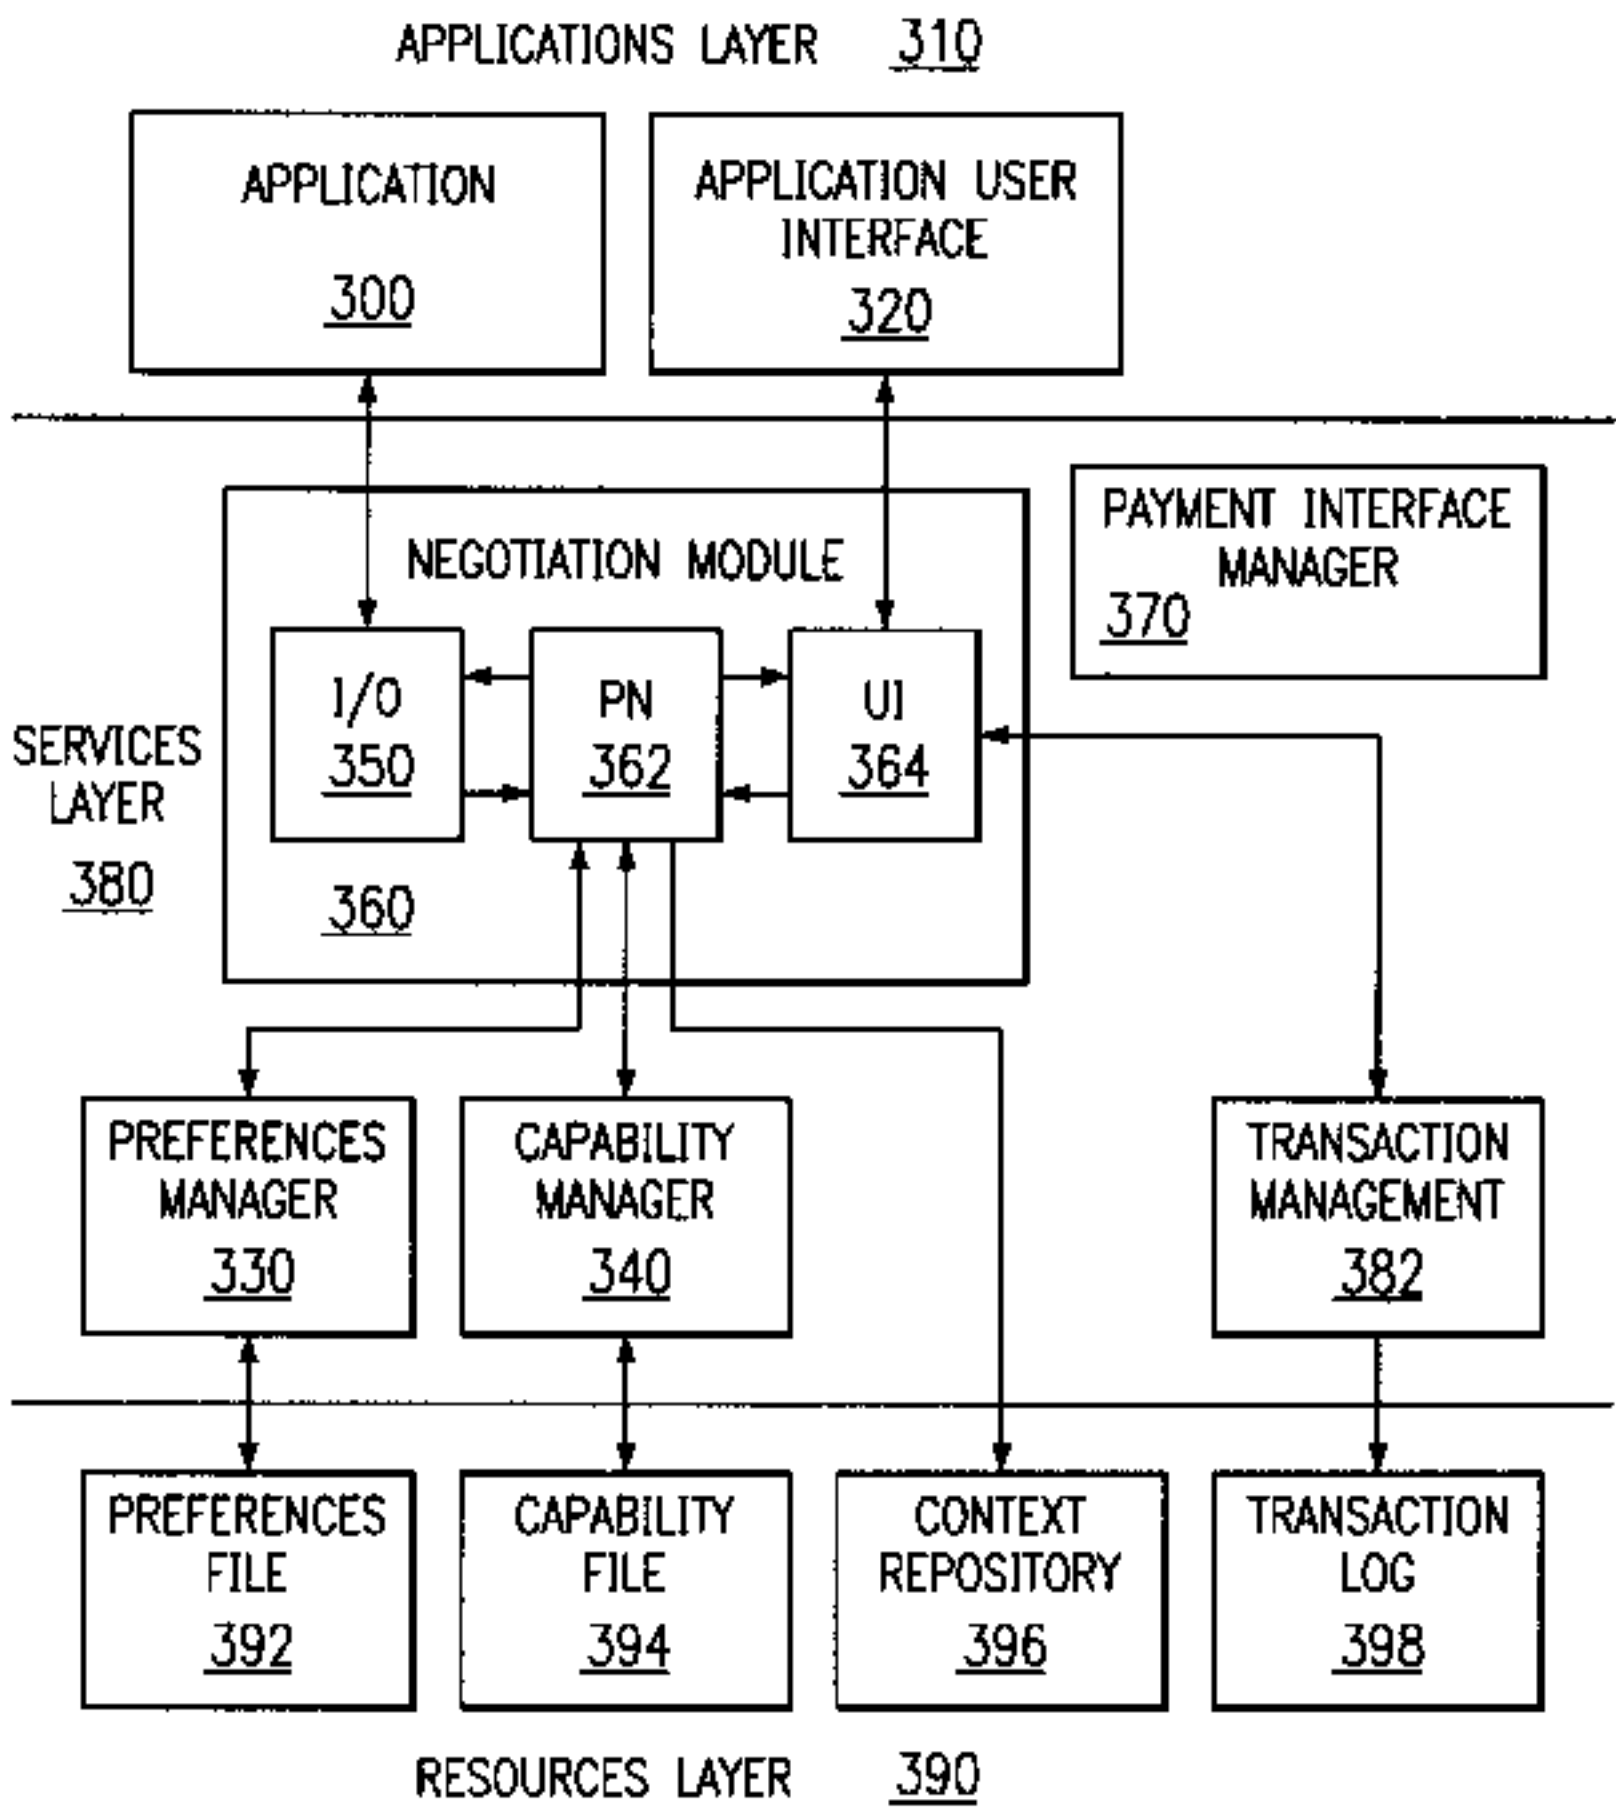 APPLICATIONS LAYER 310
APPLICATION
300
APPLICATION USER
INTERFACE
320
PAYMENT INTERFACE
MANAGER
370
NEGOTIATION MODULE
I/O
350
PN
362
UI
364
360
SERVICES
LAYER
380
PREFERENCES
MANAGER
330
CAPABILITY
MANAGER
340
TRANSACTION
MANAGEMENT
382
PREFERENCES
FILE
392
CAPABILITY
FILE
394
CONTEXT
REPOSITORY
396
TRANSACTION
LOG
398
RESOURCES LAYER 390